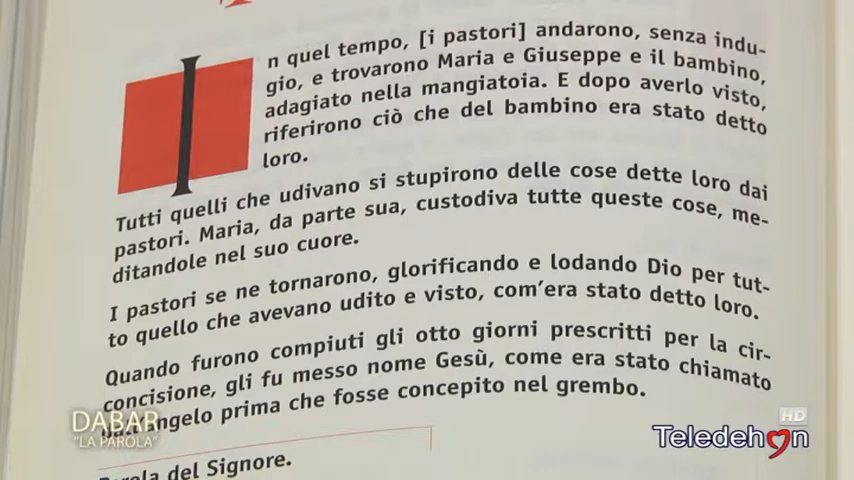 In quel tempo, [i pastori] andarono, senza indu-
gio, e trovarono Maria e Giuseppe e il bambino,
adagiato nella mangiatoia. E dopo averlo visto,
riferirono ciò che del bambino era stato detto
loro.
Tutti quelli che udivano si stupirono delle cose dette loro dai
pastori. Maria, da parte sua, custodiva tutte queste cose, me-
ditandole nel suo cuore.
I pastori se ne tornarono, glorificando e lodando Dio per tut-
to quello che avevano udito e visto, com'era stato detto loro.
Quando furono compiuti gli otto giorni prescritti per la cir-
concisione, gli fu messo nome Gesù, come era stato chiamato
dall'angelo prima che fosse concepito nel grembo.
Parola del Signore.
DABAR
"LA PAROLA"
HD
Teledehon